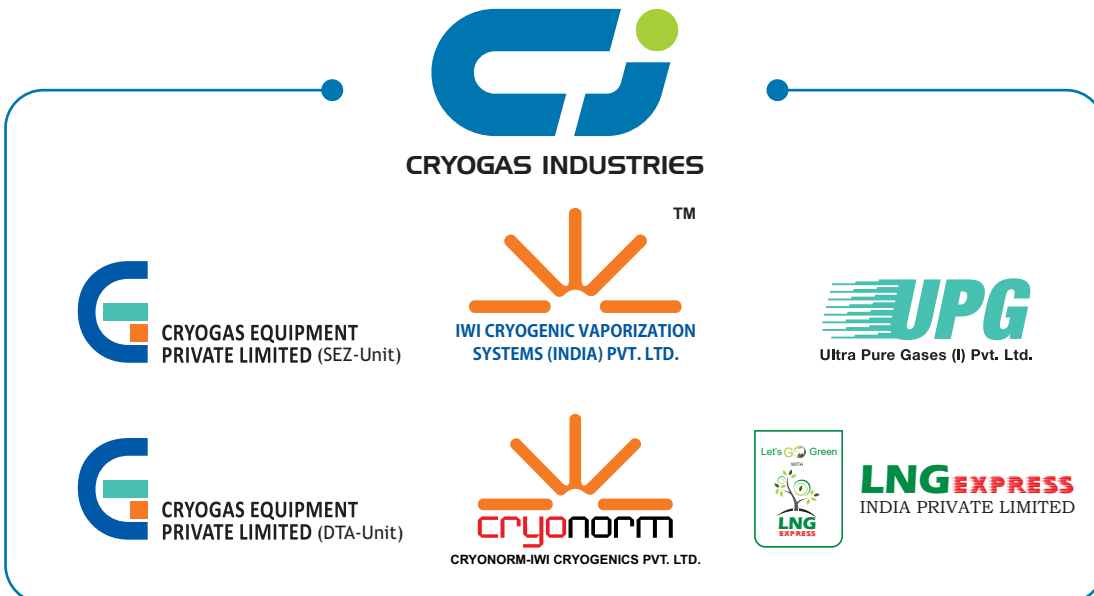 CRYOGAS INDUSTRIES
CRYOGAS EQUIPMENT
PRIVATE LIMITED (SEZ-Unit)
TM
IWI CRYOGENIC VAPORIZATION
SYSTEMS (INDIA) PVT. LTD.
UPG
Ultra Pure Gases (I) Pvt. Ltd.
CRYOGAS EQUIPMENT
PRIVATE LIMITED (DTA-Unit)
cryonorm
CRYONORM-IWI CRYOGENICS PVT. LTD.
Let's GO Green
WITH
LNG
EXPRESS
LNG EXPRESS
INDIA PRIVATE LIMITED